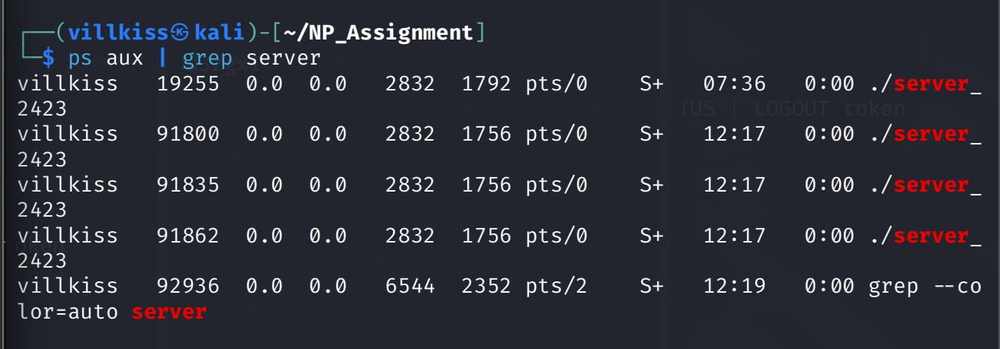 ┌──(villkiss㉿kali)-[~/NP_Assignment]
└─$ ps aux | grep server
villkiss   19255  0.0  0.0   2832  1792 pts/0    S+   07:36   0:00 ./server_
2423
villkiss   91800  0.0  0.0   2832  1756 pts/0    S+   12:17   0:00 ./server_
2423
villkiss   91835  0.0  0.0   2832  1756 pts/0    S+   12:17   0:00 ./server_
2423
villkiss   91862  0.0  0.0   2832  1756 pts/0    S+   12:17   0:00 ./server_
2423
villkiss   92936  0.0  0.0   6544  2352 pts/2    S+   12:19   0:00 grep --co
lor=auto server
TUS | LOGOUT token
token